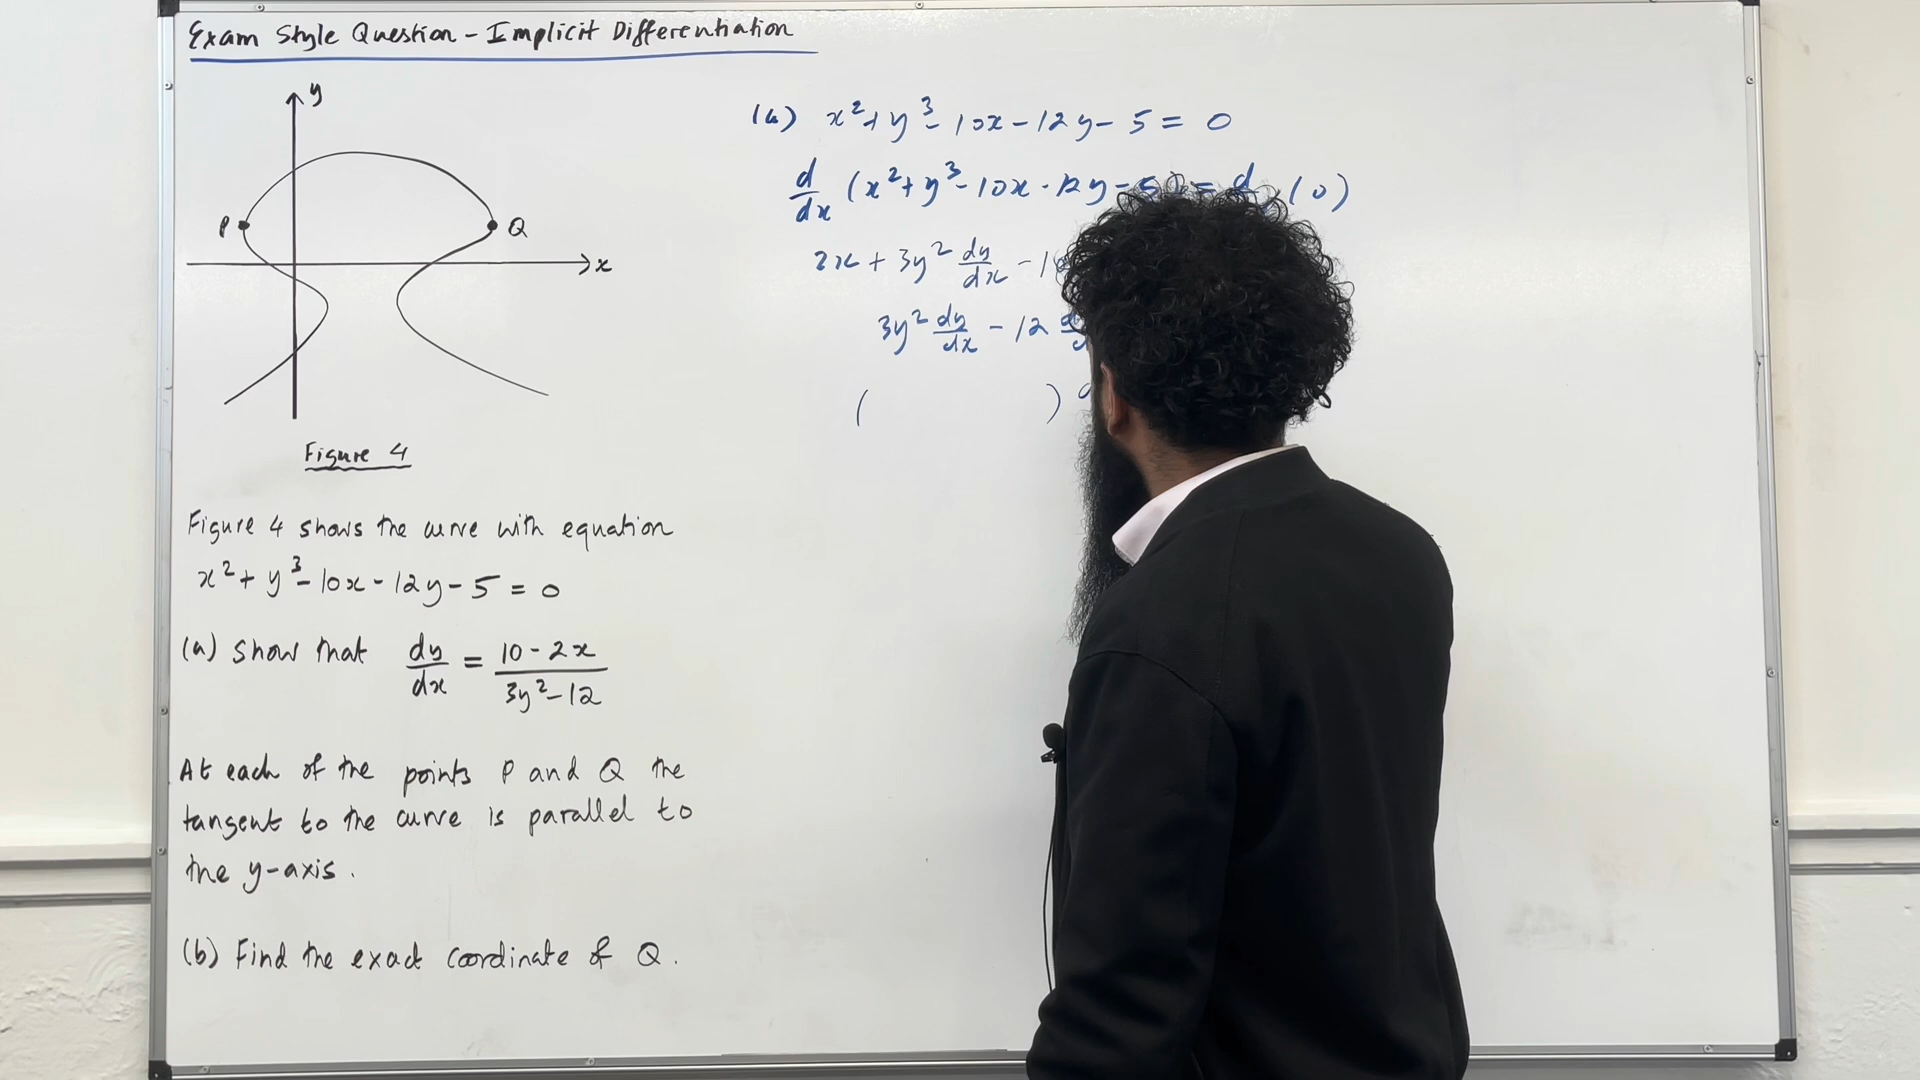 Exam Style Question - Implicit Differentiation
y
P
Q
x
Figure 4
Figure 4 shows the curve with equation
x² + y³ - 10x - 12y - 5 = 0
(a) Show that dy/dx = (10 - 2x)/(3y² - 12)
At each of the points P and Q the
tangent to the curve is parallel to
the y-axis.
(b) Find the exact coordinate of Q.
(a) x² + y³ - 10x - 12y - 5 = 0
d/dx (x² + y³ - 10x - 12y - 5) = d (0)
2x + 3y² dy/dx - 1
3y² dy/dx - 12
( )